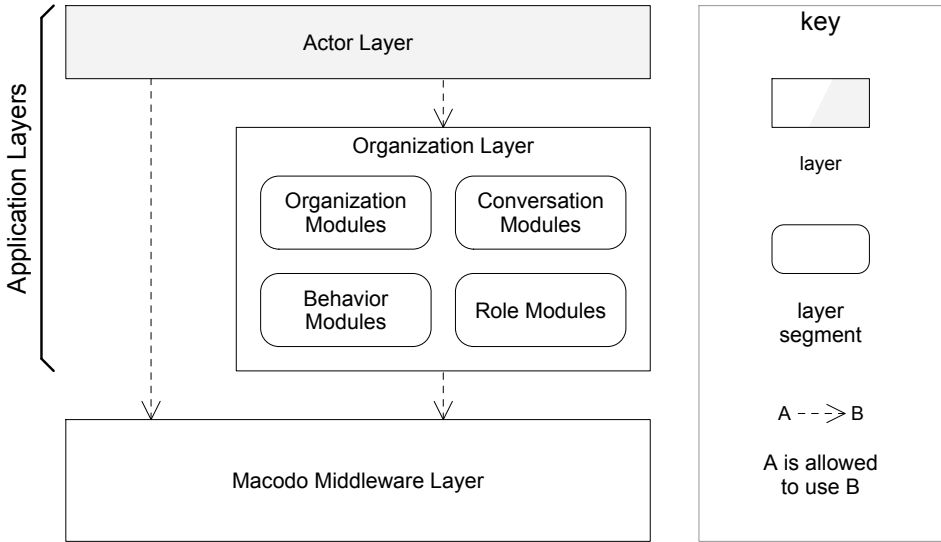 Application Layers
Actor Layer
Organization Layer
Organization
Modules
Conversation
Modules
Behavior
Modules
Role Modules
Macodo Middleware Layer
key
layer
layer
segment
A B
A is allowed
to use B